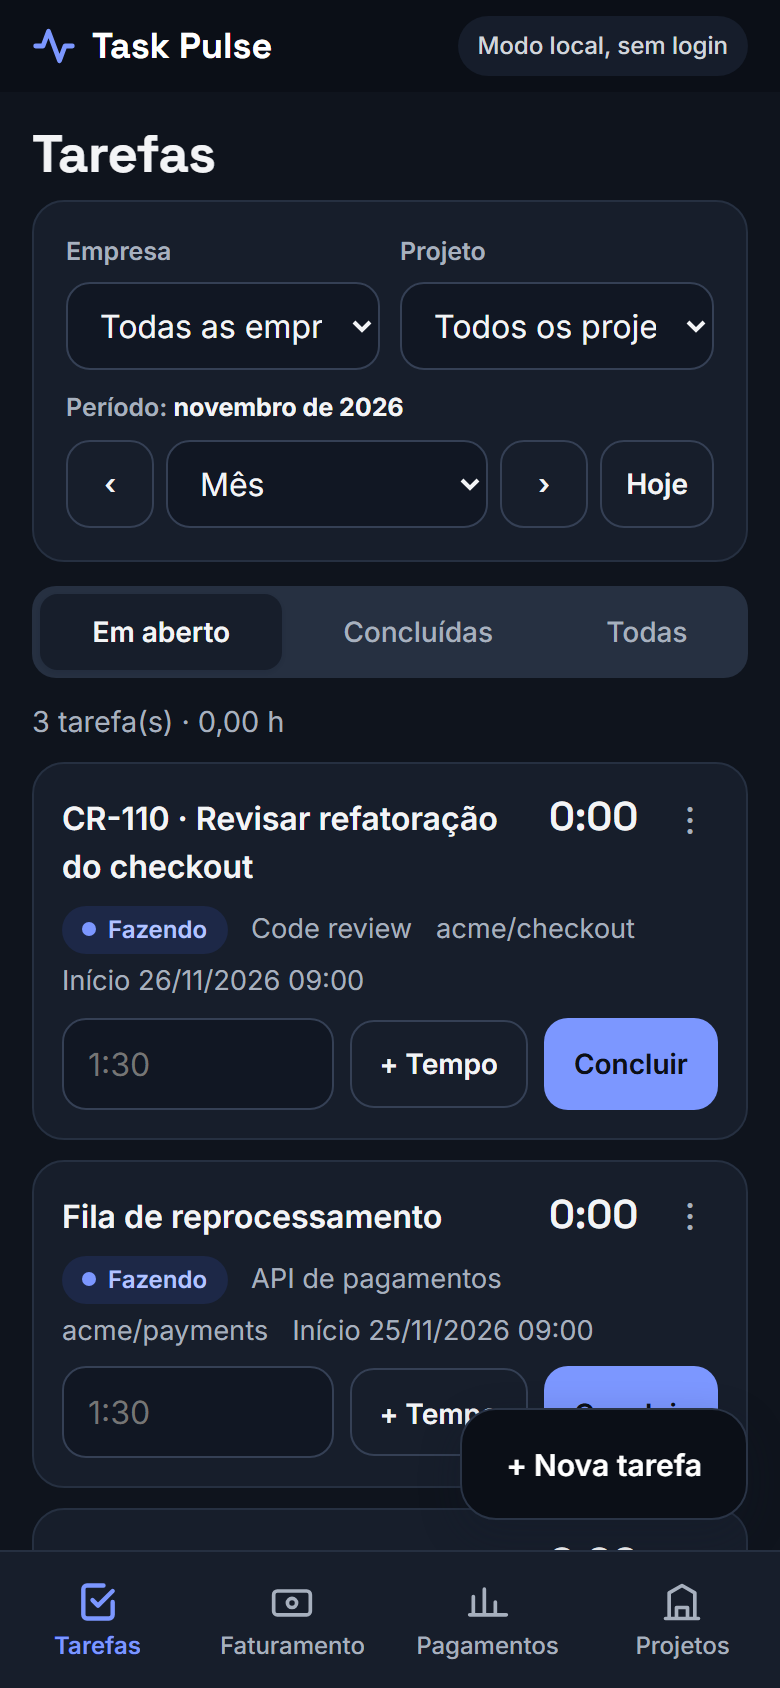 Task Pulse
Modo local, sem login
Tarefas
Empresa
Projeto
Todas as empr
Todos os proje
Período: novembro de 2026
‹
Mês
›
Hoje
Em aberto
Concluídas
Todas
3 tarefa(s) · 0,00 h
CR-110 · Revisar refatoração
do checkout
0:00
Fazendo
Code review
acme/checkout
Início 26/11/2026 09:00
1:30
+ Tempo
Concluir
Fila de reprocessamento
0:00
Fazendo
API de pagamentos
acme/payments
Início 25/11/2026 09:00
1:30
+ Temp
+ Nova tarefa
Tarefas
Faturamento
Pagamentos
Projetos